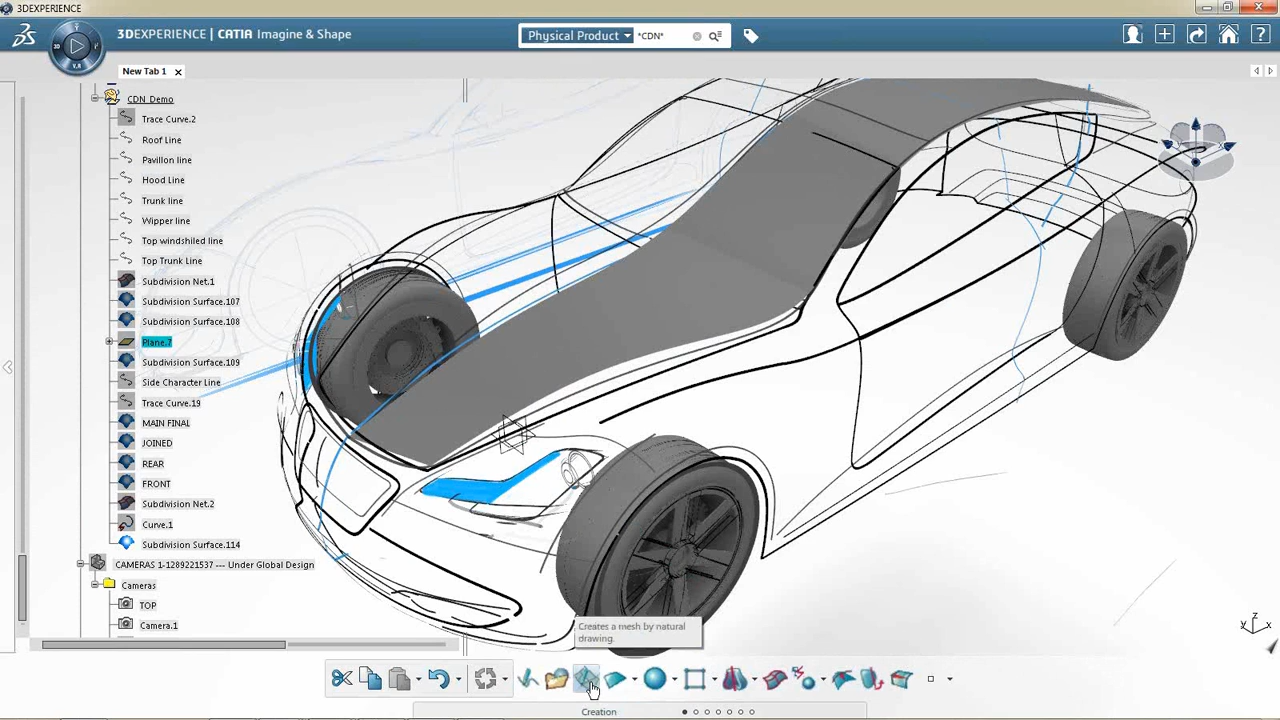 3DEXPERIENCE
3DEXPERIENCE | CATIA Imagine & Shape
3D
i²
V.R
Physical Product
*CDN*
?
New Tab 1
CDN_Demo
Trace Curve.2
Roof Line
Pavillon line
Hood Line
Trunk line
Wipper line
Top windshiled line
Top Trunk Line
Subdivision Net.1
Subdivision Surface.107
Subdivision Surface.108
Plane.7
Subdivision Surface.109
Side Character Line
Trace Curve.19
MAIN FINAL
JOINED
REAR
FRONT
Subdivision Net.2
Curve.1
Subdivision Surface.114
CAMERAS 1-1289221537 --- Under Global Design
Cameras
TOP
Camera.1
Creates a mesh by natural
drawing.
Z
Creation